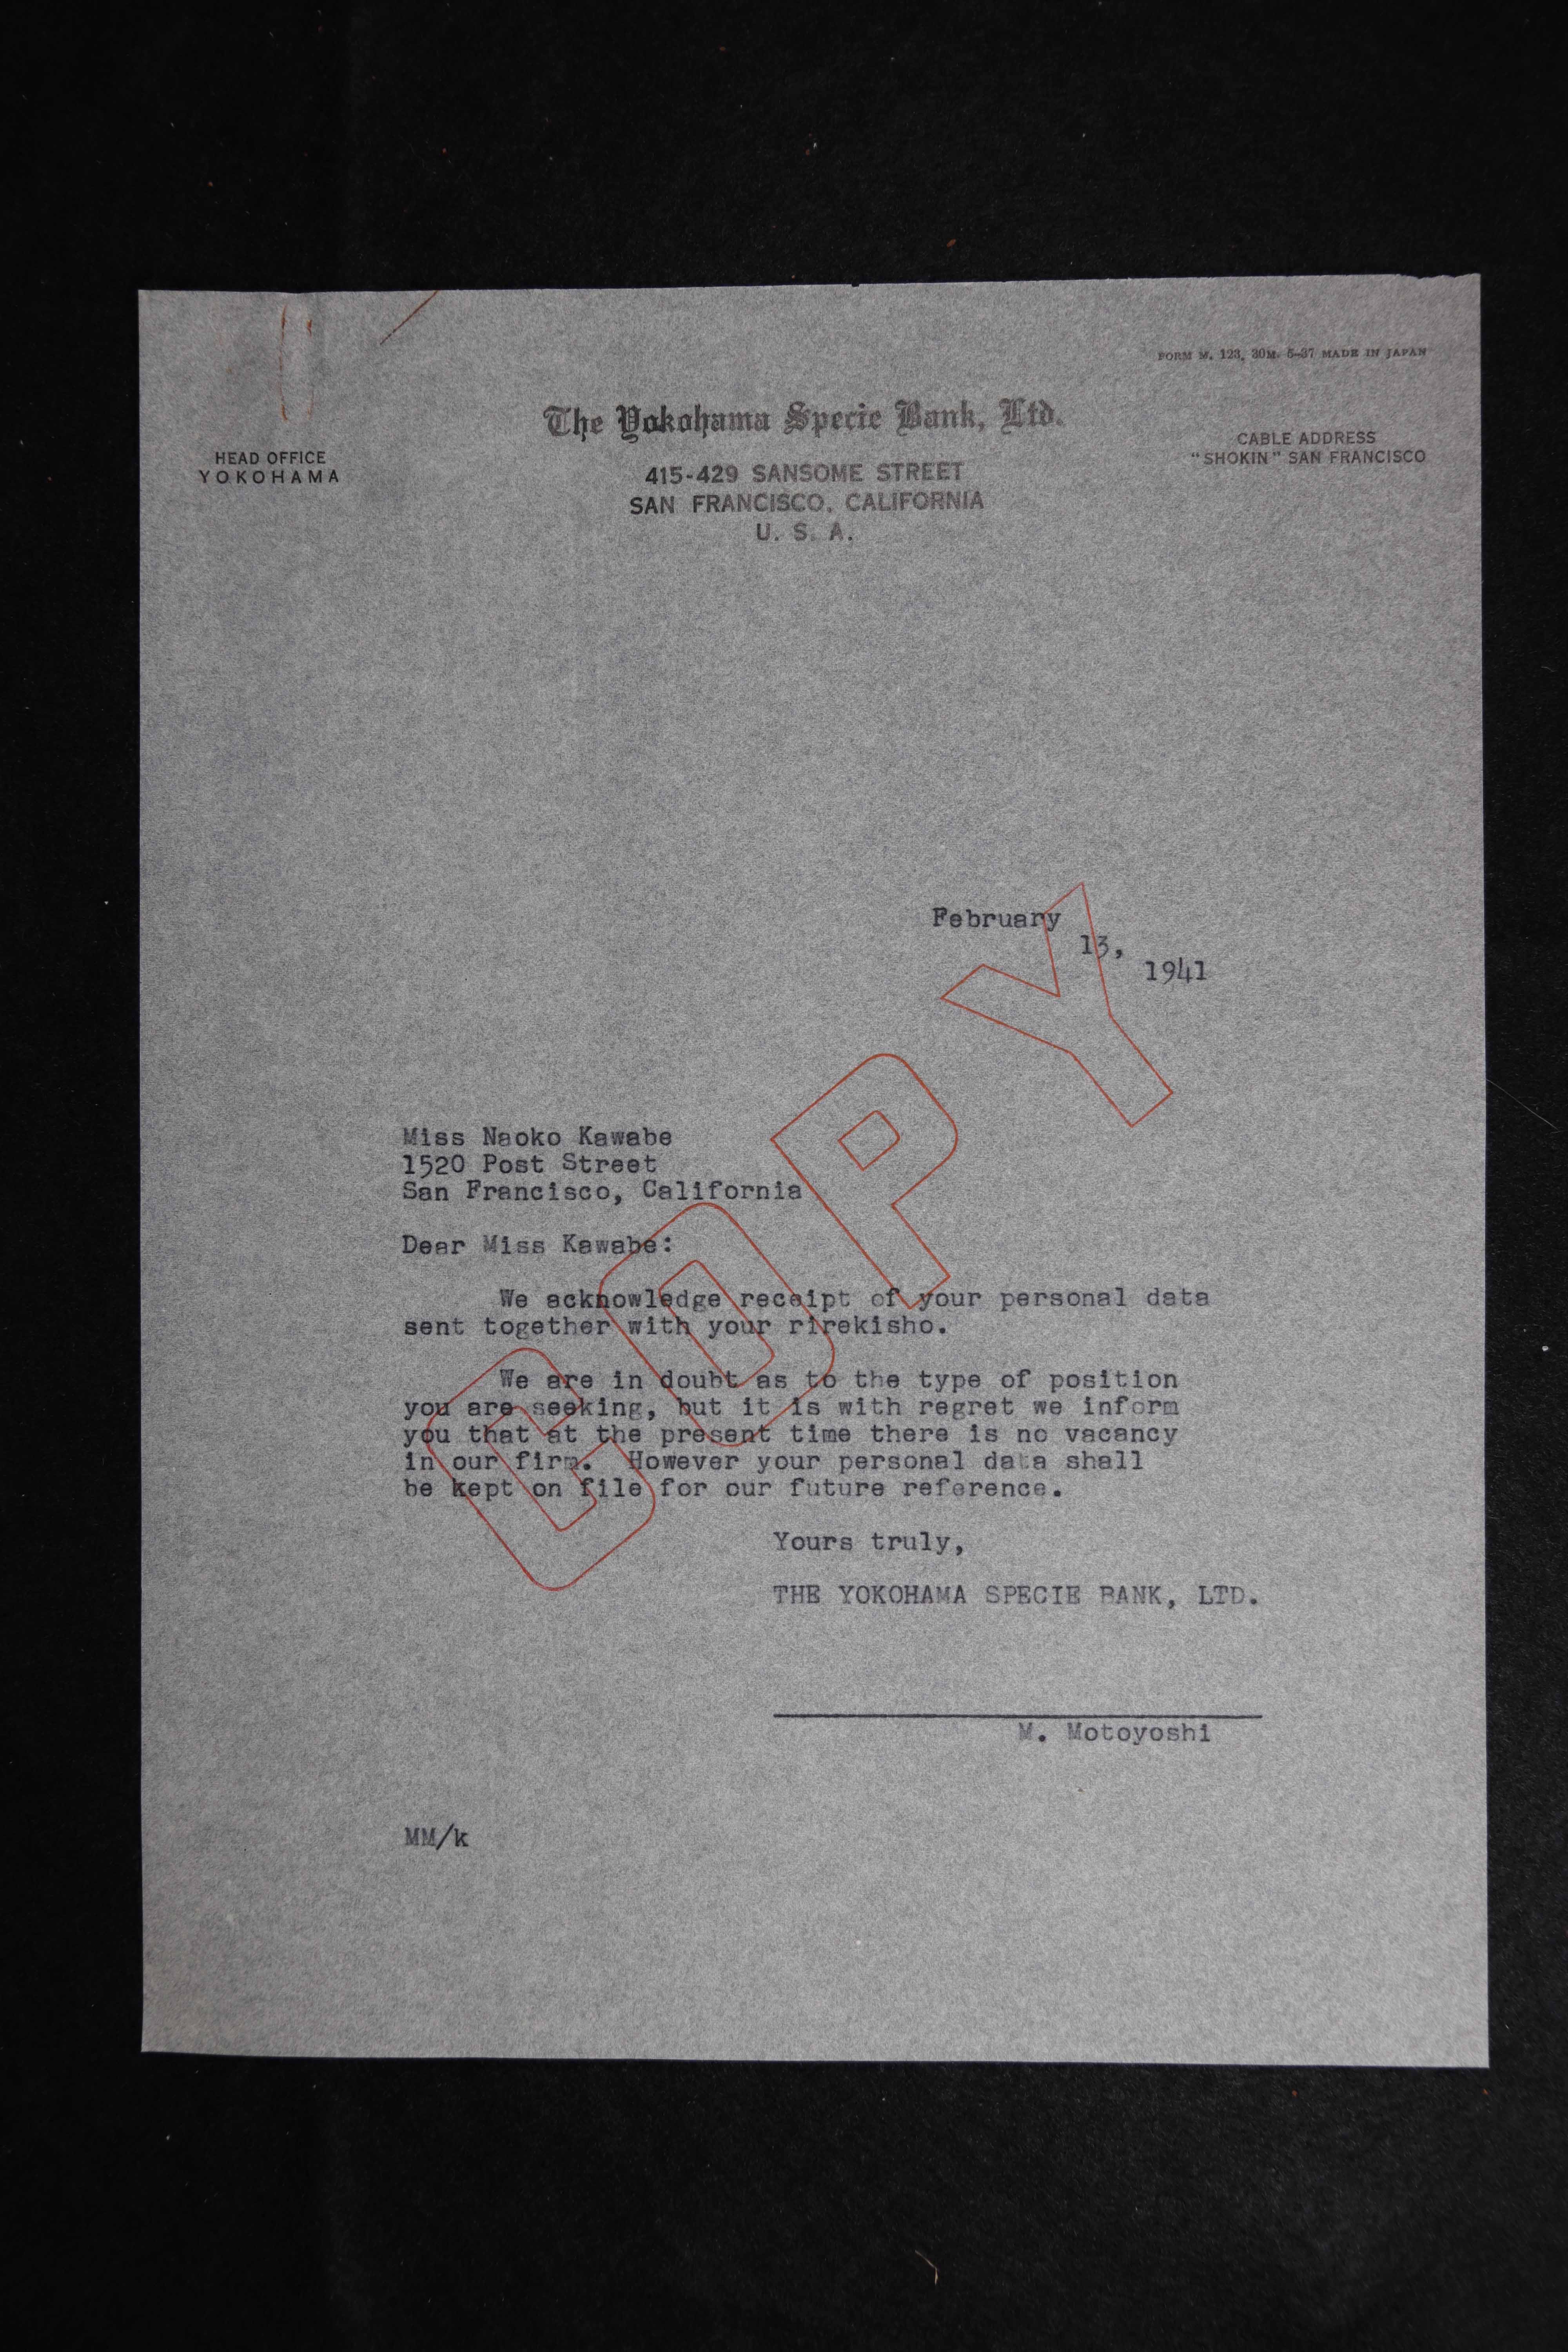 FORM M. 123, 30M. 5-37 MADE IN JAPAN
The Yokohama Specie Bank, Ltd.
HEAD OFFICE
YOKOHAMA
415-429 SANSOME STREET
SAN FRANCISCO, CALIFORNIA
U. S. A.
CABLE ADDRESS
"SHOKIN" SAN FRANCISCO
February
13,
1941
COPY
Miss Naoko Kawabe
1520 Post Street
San Francisco, California
Dear Miss Kawabe:
We acknowledge receipt of your personal data
sent together with your rirekisho.
We are in doubt as to the type of position
you are seeking, but it is with regret we inform
you that at the present time there is no vacancy
in our firm. However your personal data shall
be kept on file for our future reference.
Yours truly,
THE YOKOHAMA SPECIE BANK, LTD.
M. Motoyoshi
MM/k